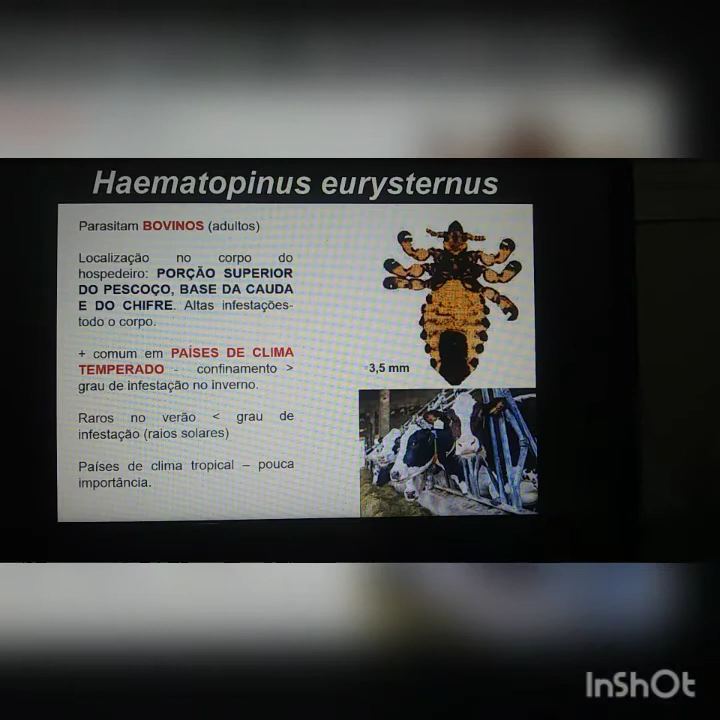 Haematopinus eurysternus
Parasitam BOVINOS (adultos)
Localização no corpo do
hospedeiro: PORÇÃO SUPERIOR
DO PESCOÇO, BASE DA CAUDA
E DO CHIFRE. Altas infestações-
todo o corpo.
+ comum em PAÍSES DE CLIMA
TEMPERADO - confinamento >
grau de infestação no inverno.
Raros no verão < grau de
infestação (raios solares)
Países de clima tropical – pouca
importância.
3,5 mm
InShOt